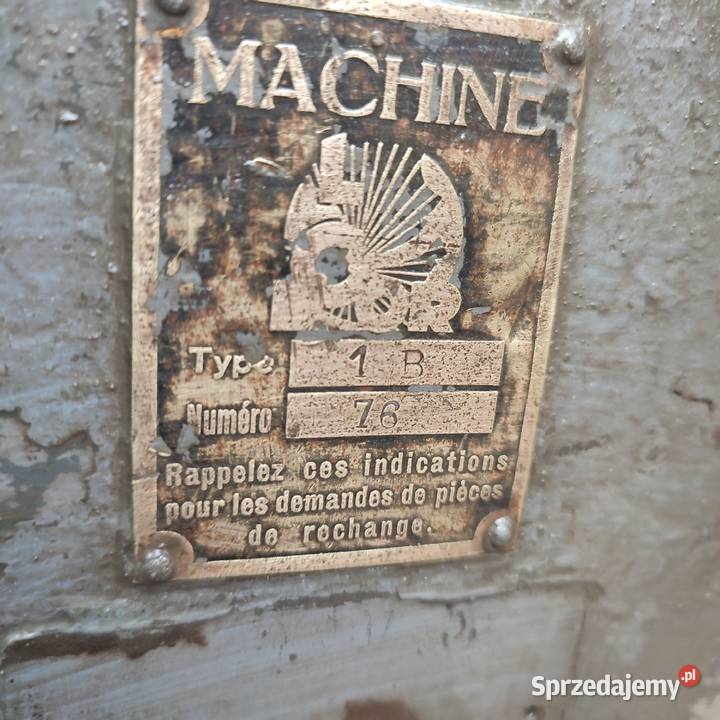 MACHINE
Type 1 B
Numéro 76
Rappelez ces indications
pour les demandes de pièces
de rechange.
Sprzedajemy.pl